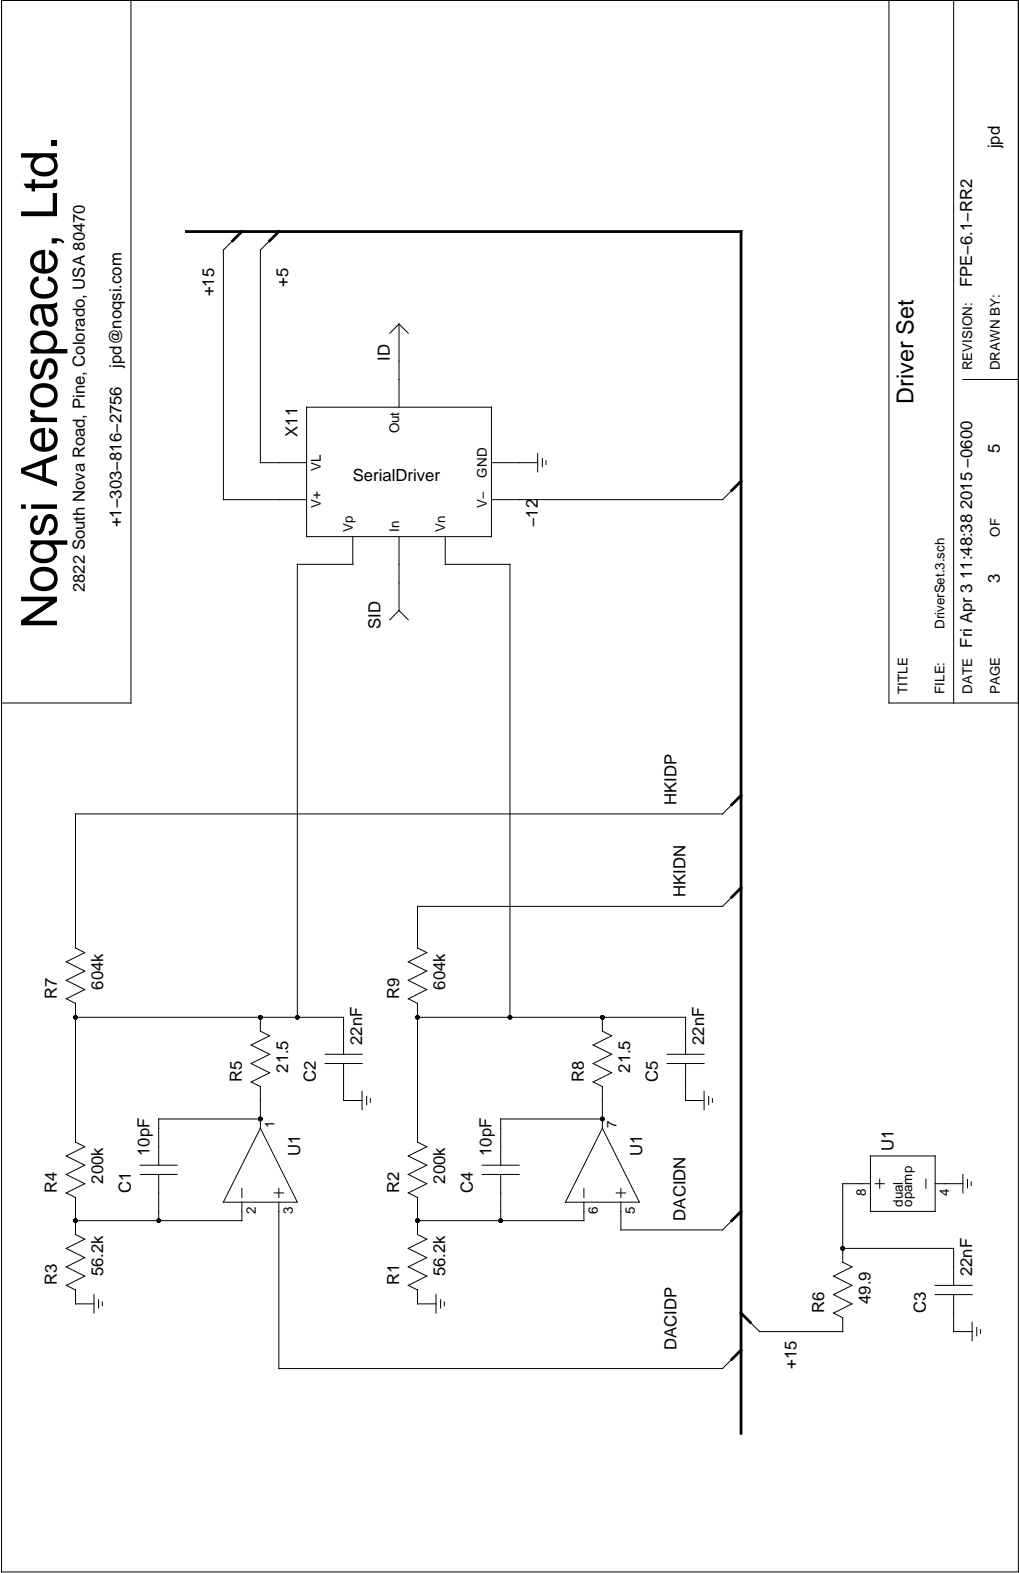 Noqsi Aerospace, Ltd.
2822 South Nova Road, Pine, Colorado, USA 80470
+1−303−816−2756 jpd@noqsi.com
R3
56.2k
R4
200k
R7
604k
C1
10pF
2
3
1
U1
R5
21.5
C2
22nF
X11
SerialDriver
V+
VL
Vp
In
Vn
V−
GND
Out
+15
+5
−12
SID
ID
R1
56.2k
R2
200k
R9
604k
C4
10pF
6
5
7
U1
R8
21.5
C5
22nF
DACIDP
DACIDN
HKIDN
HKIDP
+15
R6
49.9
C3
22nF
8
4
dual
opamp
U1
TITLE
Driver Set
FILE: DriverSet.3.sch
DATE Fri Apr 3 11:48:38 2015 −0600
REVISION: FPE−6.1−RR2
PAGE 3 OF 5
DRAWN BY: jpd